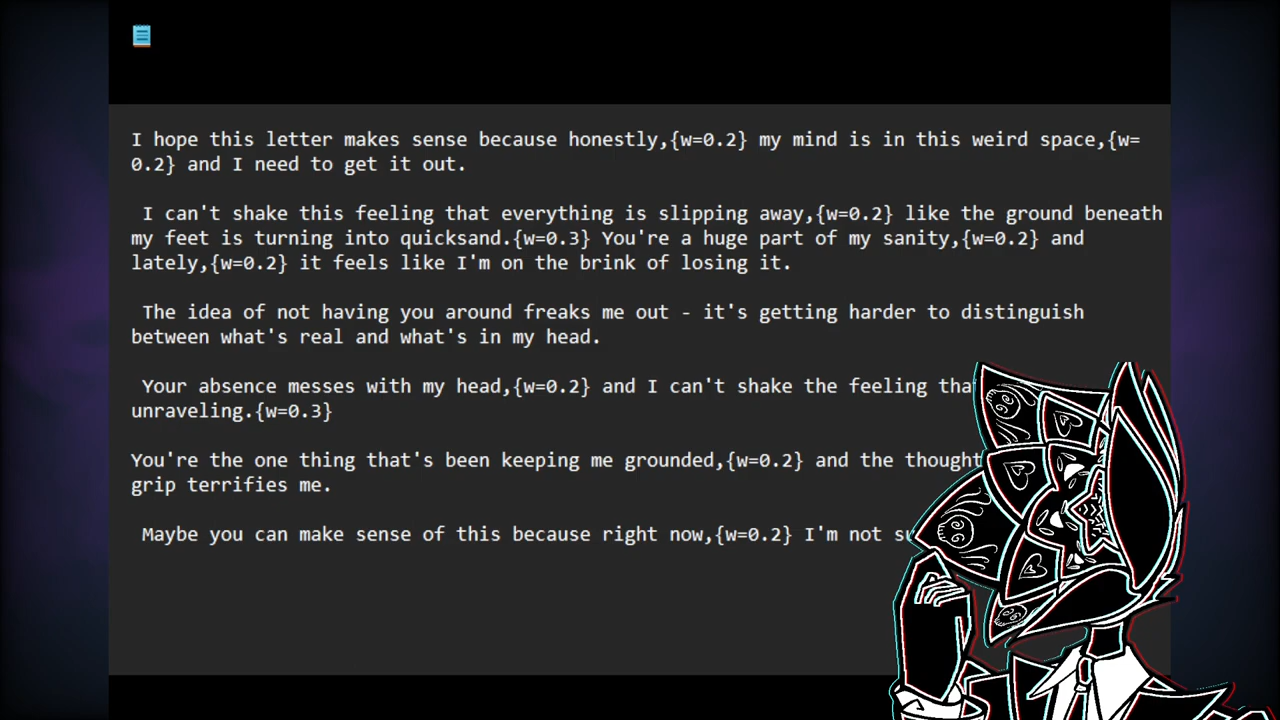 I hope this letter makes sense because honestly,{w=0.2} my mind is in this weird space,{w=
0.2} and I need to get it out.
I can't shake this feeling that everything is slipping away,{w=0.2} like the ground beneath
my feet is turning into quicksand.{w=0.3} You're a huge part of my sanity,{w=0.2} and
lately,{w=0.2} it feels like I'm on the brink of losing it.
The idea of not having you around freaks me out - it's getting harder to distinguish
between what's real and what's in my head.
Your absence messes with my head,{w=0.2} and I can't shake the feeling
unraveling.{w=0.3}
You're the one thing that's been keeping me grounded,{w=0.2} and the thought
grip terrifies me.
Maybe you can make sense of this because right now,{w=0.2} I'm not